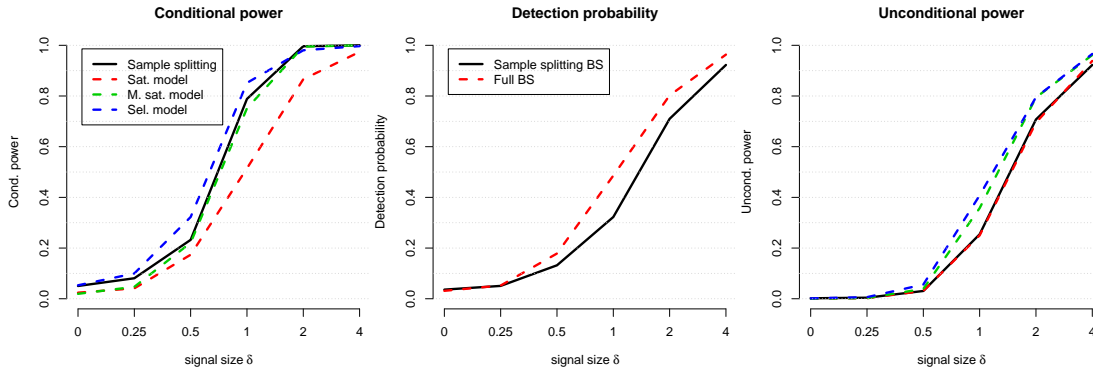 Conditional power
Cond. power
1.0
0.8
0.6
0.4
0.2
0.0
Sample splitting
Sat. model
M. sat. model
Sel. model
0 0.25 0.5 1 2 4
signal size δ
Detection probability
Detection probability
1.0
0.8
0.6
0.4
0.2
0.0
Sample splitting BS
Full BS
0 0.25 0.5 1 2 4
signal size δ
Unconditional power
Uncond. power
1.0
0.8
0.6
0.4
0.2
0.0
0 0.25 0.5 1 2 4
signal size δ